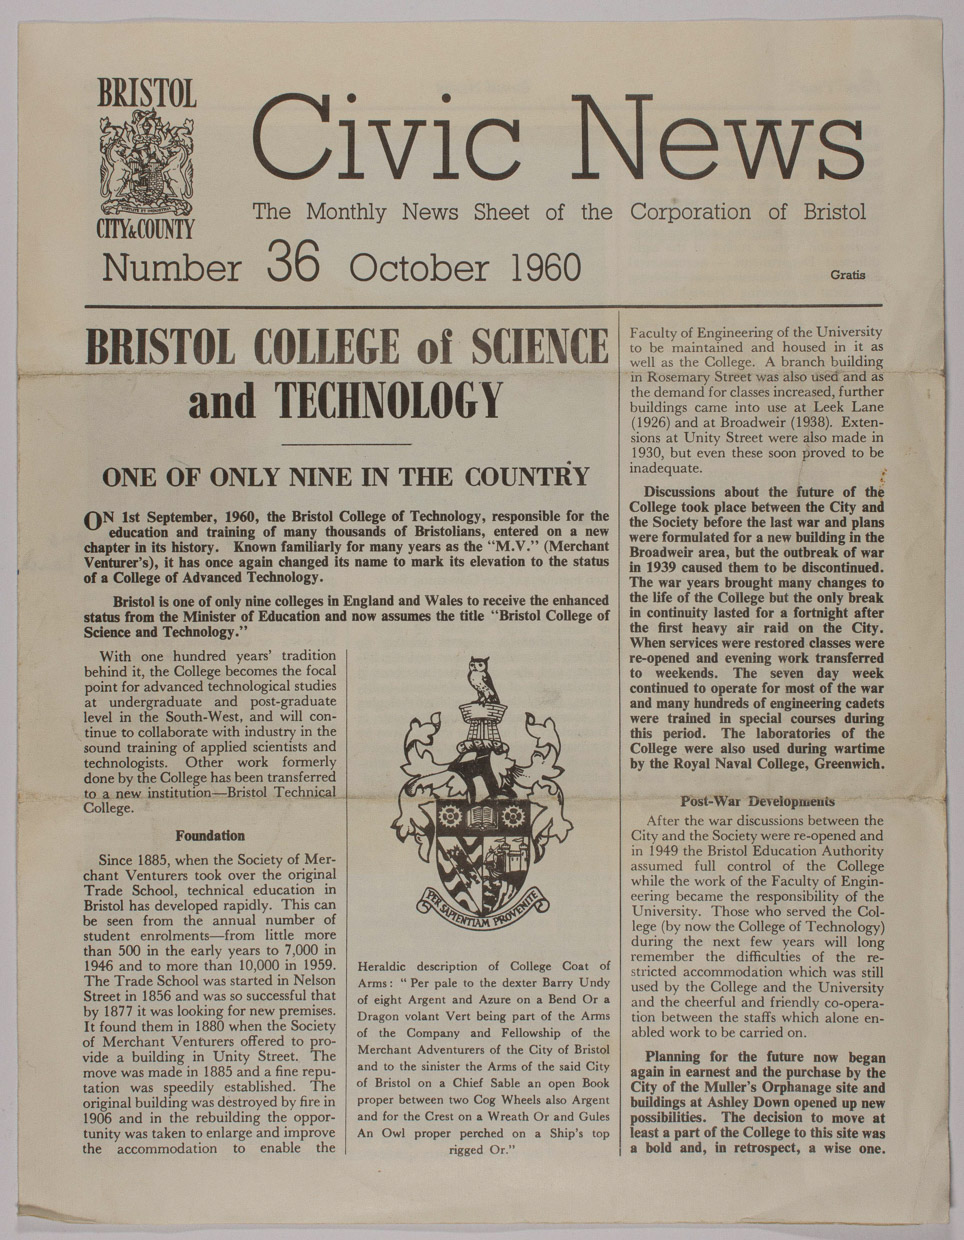 BRISTOL
CITY & COUNTY
Civic News
The Monthly News Sheet of the Corporation of Bristol
Number 36 October 1960
Gratis
BRISTOL COLLEGE of SCIENCE
and TECHNOLOGY
ONE OF ONLY NINE IN THE COUNTRY
ON 1st September, 1960, the Bristol College of Technology, responsible for the
education and training of many thousands of Bristolians, entered on a new
chapter in its history. Known familiarly for many years as the "M.V." (Merchant
Venturer's), it has once again changed its name to mark its elevation to the status
of a College of Advanced Technology.
Bristol is one of only nine colleges in England and Wales to receive the enhanced
status from the Minister of Education and now assumes the title "Bristol College of
Science and Technology."
With one hundred years' tradition
behind it, the College becomes the focal
point for advanced technological studies
at undergraduate and post-graduate
level in the South-West, and will con-
tinue to collaborate with industry in the
sound training of applied scientists and
technologists. Other work formerly
done by the College has been transferred
to a new institution—Bristol Technical
College.
Foundation
Since 1885, when the Society of Mer-
chant Venturers took over the original
Trade School, technical education in
Bristol has developed rapidly. This can
be seen from the annual number of
student enrolments—from little more
than 500 in the early years to 7,000 in
1946 and to more than 10,000 in 1959.
The Trade School was started in Nelson
Street in 1856 and was so successful that
by 1877 it was looking for new premises.
It found them in 1880 when the Society
of Merchant Venturers offered to pro-
vide a building in Unity Street. The
move was made in 1885 and a fine repu-
tation was speedily established. The
original building was destroyed by fire in
1906 and in the rebuilding the oppor-
tunity was taken to enlarge and improve
the accommodation to enable the
PER SAPIENTIAM PROVENITE
Heraldic description of College Coat of
Arms: "Per pale to the dexter Barry Undy
of eight Argent and Azure on a Bend Or a
Dragon volant Vert being part of the Arms
of the Company and Fellowship of the
Merchant Adventurers of the City of Bristol
and to the sinister the Arms of the said City
of Bristol on a Chief Sable an open Book
proper between two Cog Wheels also Argent
and for the Crest on a Wreath Or and Gules
An Owl proper perched on a Ship's top
rigged Or."
Faculty of Engineering of the University
to be maintained and housed in it as
well as the College. A branch building
in Rosemary Street was also used and as
the demand for classes increased, further
buildings came into use at Leek Lane
(1926) and at Broadweir (1938). Exten-
sions at Unity Street were also made in
1930, but even these soon proved to be
inadequate.
Discussions about the future of the
College took place between the City and
the Society before the last war and plans
were formulated for a new building in the
Broadweir area, but the outbreak of war
in 1939 caused them to be discontinued.
The war years brought many changes to
the life of the College but the only break
in continuity lasted for a fortnight after
the first heavy air raid on the City.
When services were restored classes were
re-opened and evening work transferred
to weekends. The seven day week
continued to operate for most of the war
and many hundreds of engineering cadets
were trained in special courses during
this period. The laboratories of the
College were also used during wartime
by the Royal Naval College, Greenwich.
Post-War Developments
After the war discussions between the
City and the Society were re-opened and
in 1949 the Bristol Education Authority
assumed full control of the College
while the work of the Faculty of Engin-
eering became the responsibility of the
University. Those who served the Col-
lege (by now the College of Technology)
during the next few years will long
remember the difficulties of the re-
stricted accommodation which was still
used by the College and the University
and the cheerful and friendly co-opera-
tion between the staffs which alone en-
abled work to be carried on.
Planning for the future now began
again in earnest and the purchase by the
City of the Muller's Orphanage site and
buildings at Ashley Down opened up new
possibilities. The decision to move at
least a part of the College to this site was
a bold and, in retrospect, a wise one.